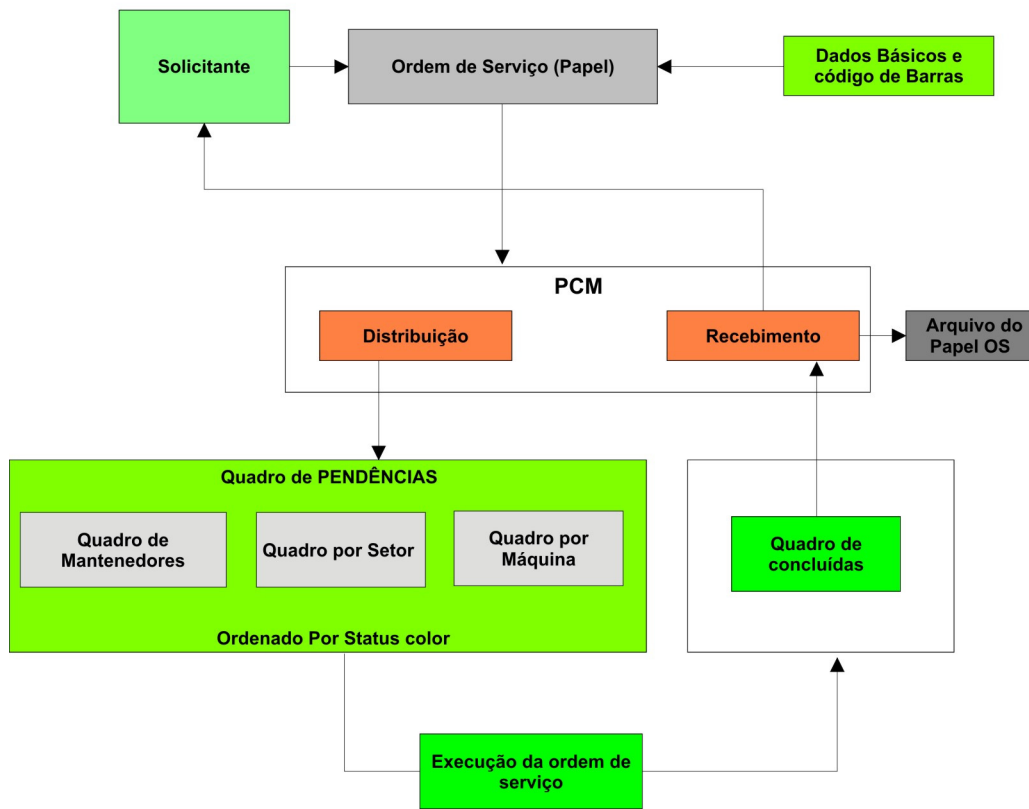 Solicitante
Ordem de Serviço (Papel)
Dados Básicos e
código de Barras
PCM
Distribuição
Recebimento
Arquivo do
Papel OS
Quadro de PENDÊNCIAS
Quadro de
Mantenedores
Quadro por Setor
Quadro por
Máquina
Ordenado Por Status color
Quadro de
concluídas
Execução da ordem de
serviço